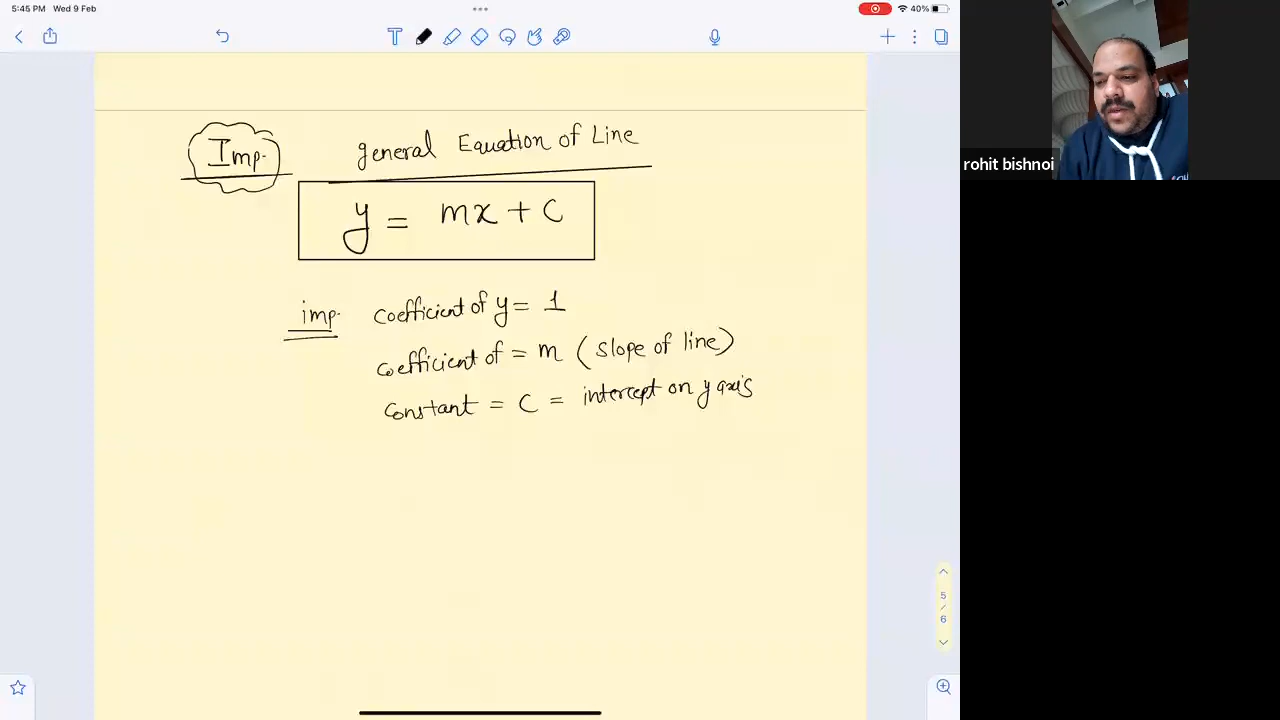 5:45 PM Wed 9 Feb
40%
Imp.
general Equation of Line
y = mx + c
rohit bishnoi
imp. coefficient of y = 1
coefficient of = m (slope of line)
constant = c = intercept on y axis
5
/
6